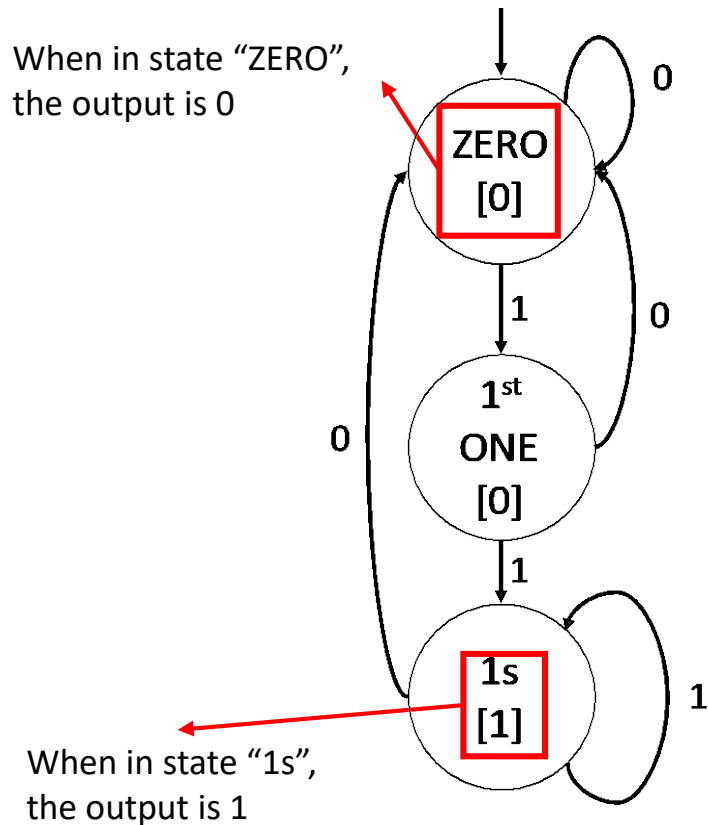 When in state “ZERO”,
the output is 0
0
ZERO
[0]
1
0
1st
ONE
[0]
0
1
1s
[1]
1
When in state “1s”,
the output is 1